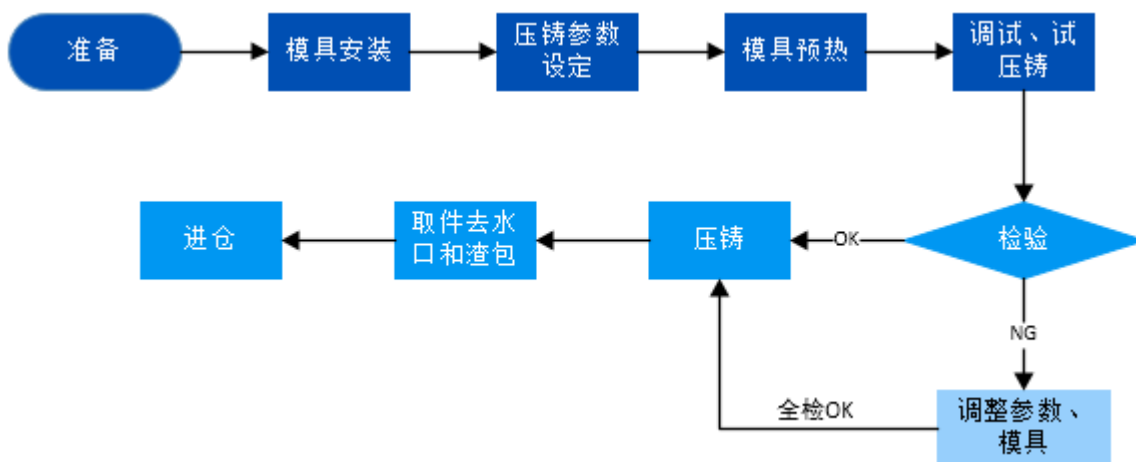 准备
模具安装
压铸参数
设定
模具预热
调试、试
压铸
进仓
取件去水
口和渣包
压铸
OK
检验
NG
全检OK
调整参数、
模具